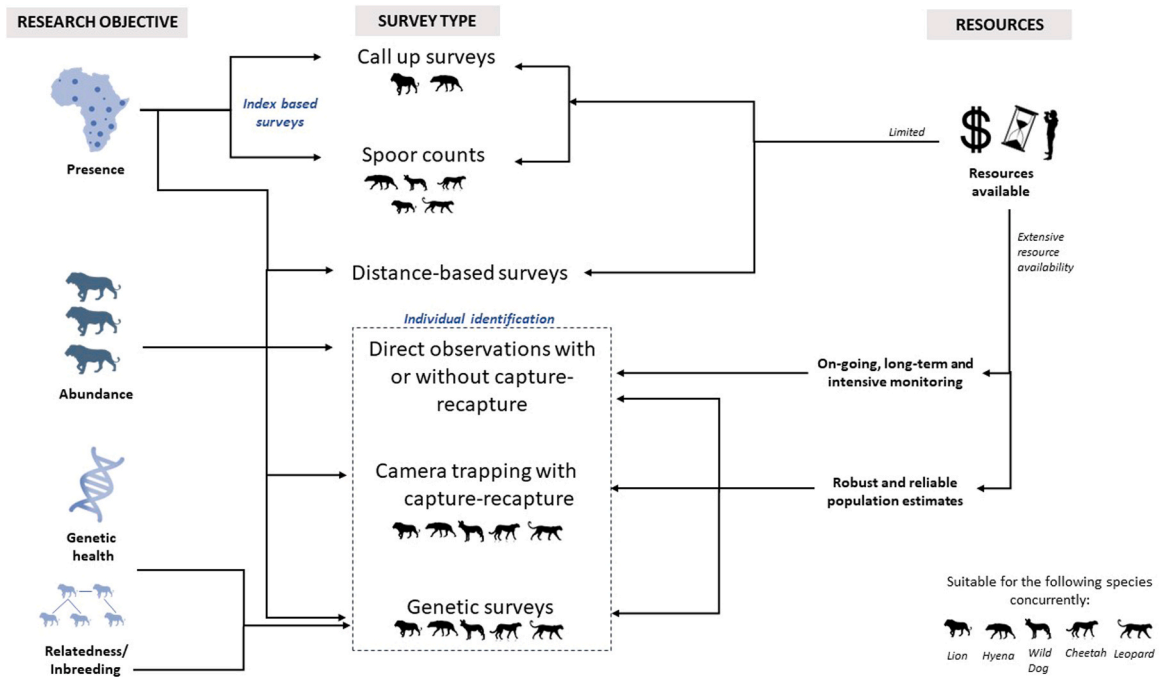 RESEARCH OBJECTIVE
SURVEY TYPE
RESOURCES
Call up surveys
Index based
surveys
Spoor counts
Presence
Limited
Resources
available
Extensive
resource
availability
Distance-based surveys
Individual identification
Direct observations with
or without capture-
recapture
Abundance
On-going, long-term and
intensive monitoring
Camera trapping with
capture-recapture
Robust and reliable
population estimates
Genetic
health
Genetic surveys
Relatedness/
Inbreeding
Suitable for the following species
concurrently:
Lion
Hyena
Wild
Dog
Cheetah
Leopard